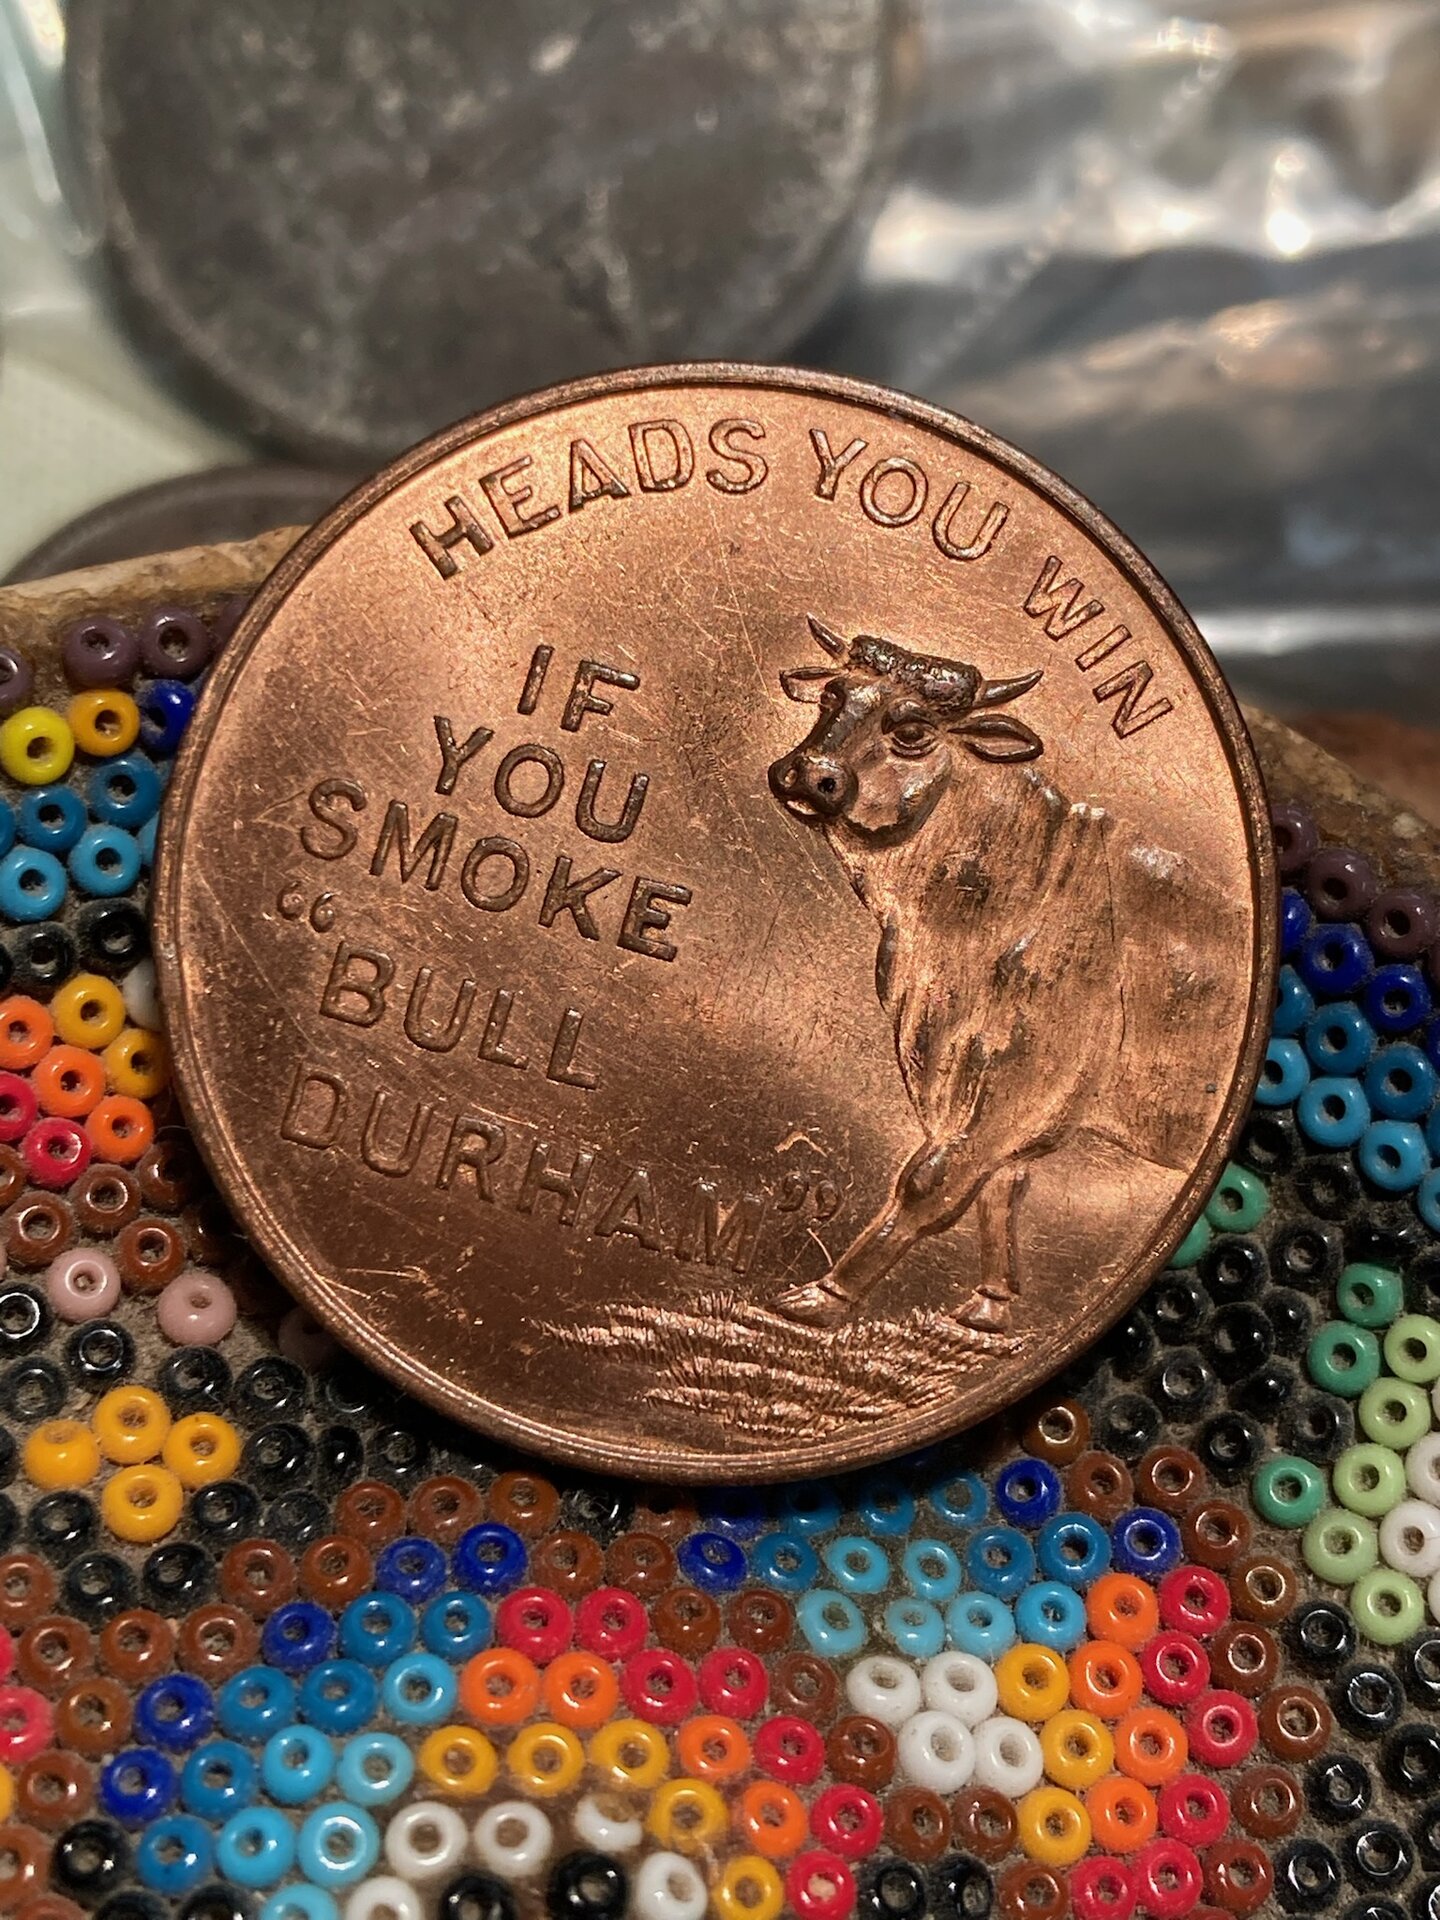 HEADS YOU WIN
IF
YOU
SMOKE
“BULL
DURHAM”